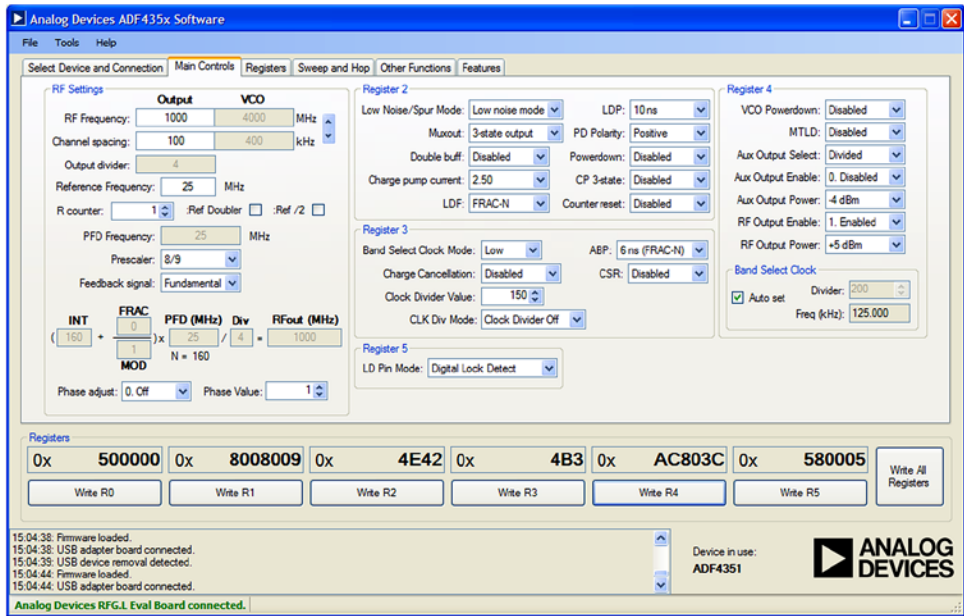 Analog Devices ADF435x Software
File Tools Help
Select Device and Connection Main Controls Registers Sweep and Hop Other Functions Features
RF Settings
Output VCO
RF Frequency: 1000 4000 MHz
Channel spacing: 100 400 kHz
Output divider: 4
Reference Frequency: 25 MHz
R counter: 1 :Ref Doubler :Ref /2
PFD Frequency: 25 MHz
Prescaler: 8/9
Feedback signal: Fundamental
INT FRAC PFD (MHz) Div RFout (MHz)
0
( 160 + )x 25 / 4 = 1000
1
MOD N = 160
Phase adjust: 0. Off Phase Value: 1
Register 2
Low Noise/Spur Mode: Low noise mode LDP: 10ns
Muxout: 3-state output PD Polarity: Positive
Double buff: Disabled Powerdown: Disabled
Charge pump current: 2.50 CP 3-state: Disabled
LDF: FRAC-N Counter reset: Disabled
Register 3
Band Select Clock Mode: Low ABP: 6 ns (FRAC-N)
Charge Cancellation: Disabled CSR: Disabled
Clock Divider Value: 150
CLK Div Mode: Clock Divider Off
Register 5
LD Pin Mode: Digital Lock Detect
Register 4
VCO Powerdown: Disabled
MTLD: Disabled
Aux Output Select: Divided
Aux Output Enable: 0. Disabled
Aux Output Power: -4 dBm
RF Output Enable: 1. Enabled
RF Output Power: +5 dBm
Band Select Clock
Auto set Divider: 200
Freq (kHz): 125.000
Registers
0x 500000 0x 8008009 0x 4E42 0x 4B3 0x AC803C 0x 580005
Write R0 Write R1 Write R2 Write R3 Write R4 Write R5
Write All
Registers
15:04:38: Firmware loaded.
15:04:38: USB adapter board connected.
15:04:39: USB device removal detected.
15:04:44: Firmware loaded.
15:04:44: USB adapter board connected.
Device in use:
ADF4351
ANALOG
DEVICES
Analog Devices RFG.L Eval Board connected.